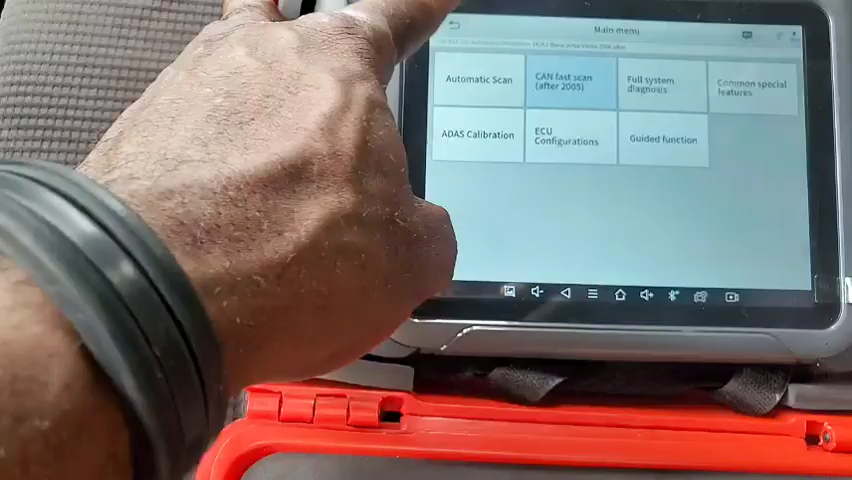 Main menu
Automatic Scan
CAN fast scan
(after 2005)
Full system
diagnosis
Common special
features
ADAS Calibration
ECU
Configurations
Guided function